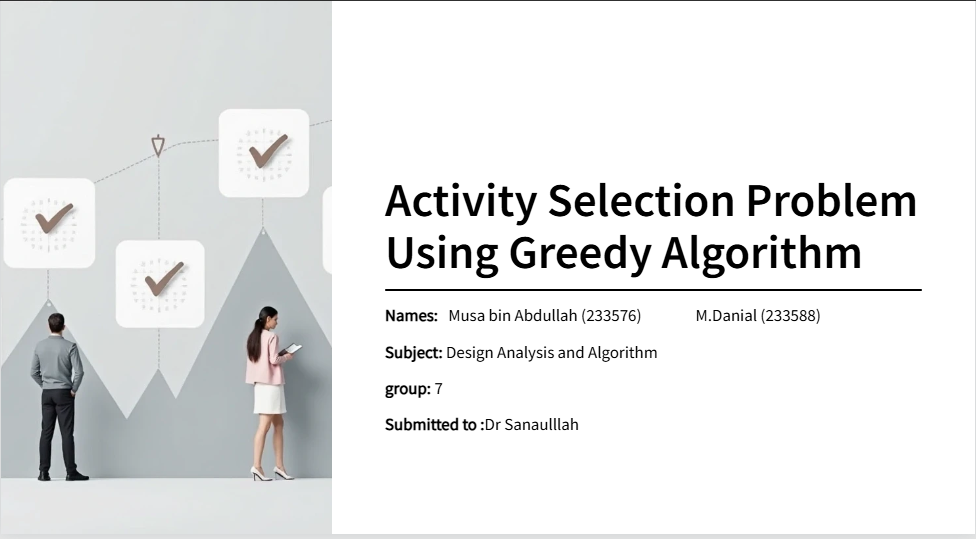 Activity Selection Problem
Using Greedy Algorithm
Names: Musa bin Abdullah (233576) M.Danial (233588)
Subject: Design Analysis and Algorithm
group: 7
Submitted to :Dr Sanaulllah